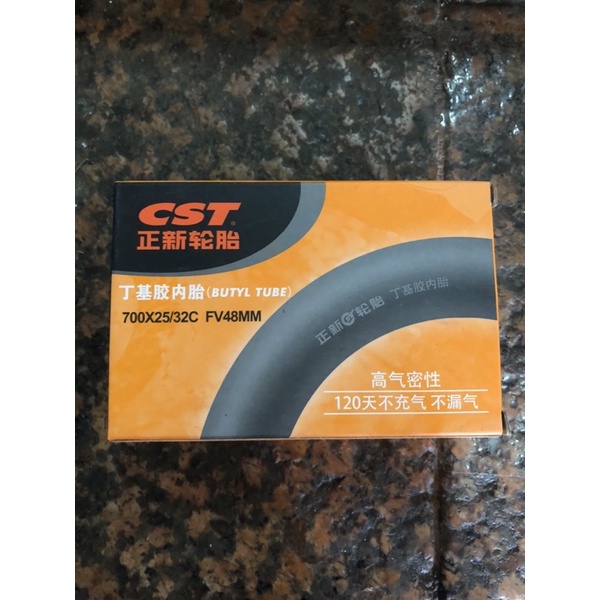 CST®
正新轮胎
丁基胶内胎(BUTYL TUBE)
700X25/32C FV48MM
正新轮胎 丁基胶内胎
高气密性
120天不充气 不漏气